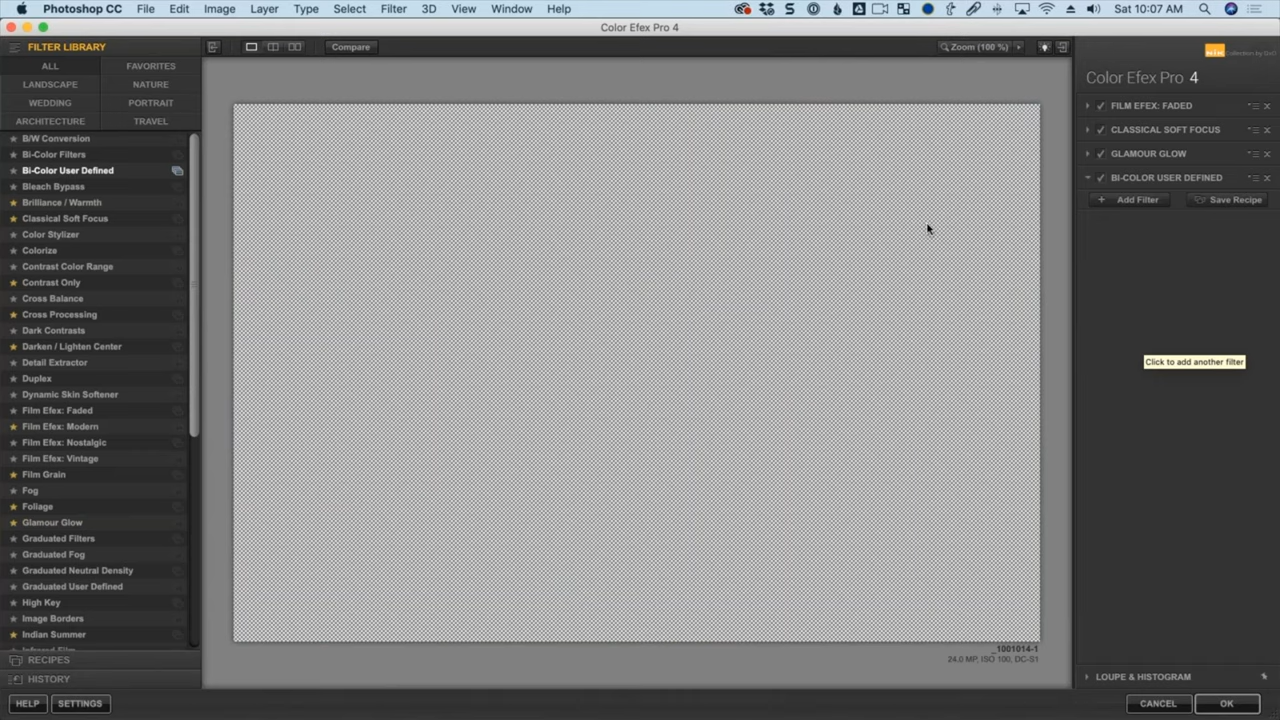 Photoshop CC File Edit Image Layer Type Select Filter 3D View Window Help Sat 10:07 AM
Color Efex Pro 4
FILTER LIBRARY
Compare
Zoom (100 %)
ALL FAVORITES
LANDSCAPE NATURE
WEDDING PORTRAIT
ARCHITECTURE TRAVEL
B/W Conversion
Bi-Color Filters
Bi-Color User Defined
Bleach Bypass
Brilliance / Warmth
Classical Soft Focus
Color Stylizer
Colorize
Contrast Color Range
Contrast Only
Cross Balance
Cross Processing
Dark Contrasts
Darken / Lighten Center
Detail Extractor
Duplex
Dynamic Skin Softener
Film Efex: Faded
Film Efex: Modern
Film Efex: Nostalgic
Film Efex: Vintage
Film Grain
Fog
Foliage
Glamour Glow
Graduated Filters
Graduated Fog
Graduated Neutral Density
Graduated User Defined
High Key
Image Borders
Indian Summer
Infrared Film
RECIPES
HISTORY
HELP SETTINGS
_1001014-1
24.0 MP, ISO 100, DC-S1
Collection by DxO
Color Efex Pro 4
FILM EFEX: FADED
CLASSICAL SOFT FOCUS
GLAMOUR GLOW
BI-COLOR USER DEFINED
+ Add Filter Save Recipe
Click to add another filter
LOUPE & HISTOGRAM
CANCEL OK